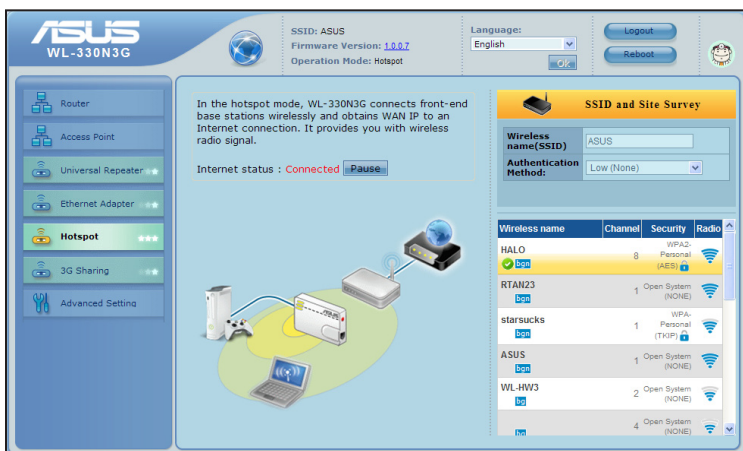 ASUS
WL-330N3G
SSID: ASUS
Firmware Version: 1.0.0.7
Operation Mode: Hotspot
Language:
English
OK
Logout
Reboot
Router
Access Point
Universal Repeater
Ethernet Adapter
Hotspot
3G Sharing
Advanced Setting
In the hotspot mode, WL-330N3G connects front-end
base stations wirelessly and obtains WAN IP to an
Internet connection. It provides you with wireless
radio signal.
Internet status : Connected Pause
SSID and Site Survey
Wireless
name(SSID)
ASUS
Authentication
Method:
Low (None)
Wireless name Channel Security Radio
HALO
bgn
8
WPA2-
Personal
(AES)
RTAN23
bgn
1
Open System
(NONE)
starsucks
bgn
1
WPA-
Personal
(TKIP)
ASUS
bgn
1
Open System
(NONE)
WL-HW3
bg
2
Open System
(NONE)
4
Open System
(NONE)